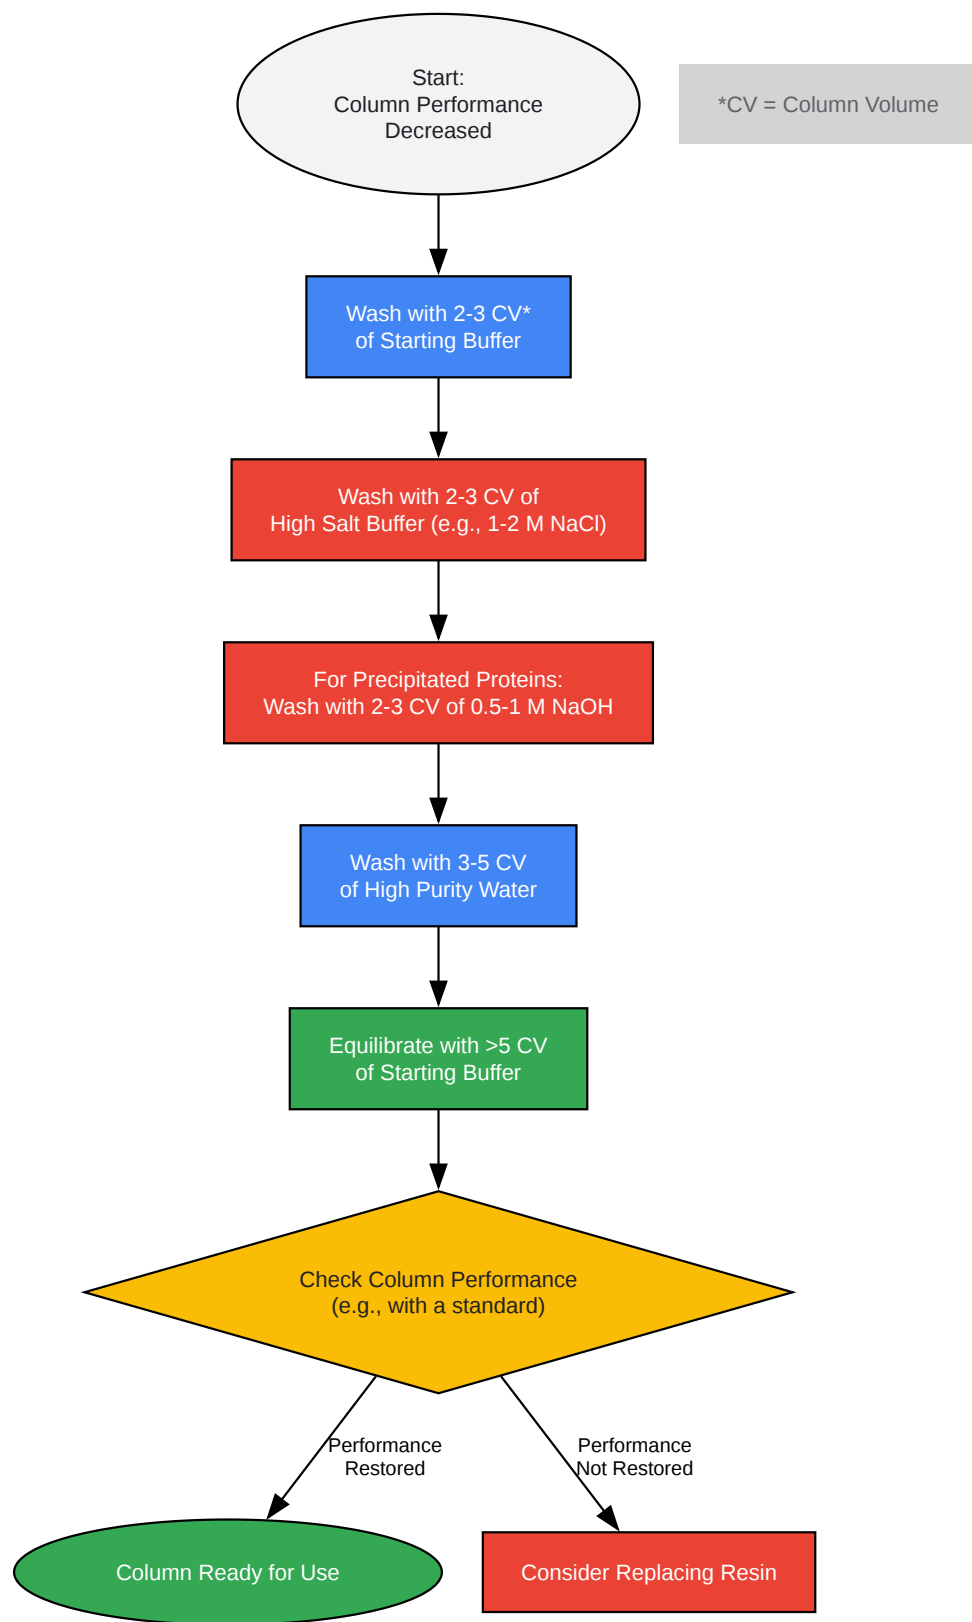 Start:
Column Performance
Decreased
*CV = Column Volume
Wash with 2-3 CV*
of Starting Buffer
Wash with 2-3 CV of
High Salt Buffer (e.g., 1-2 M NaCl)
For Precipitated Proteins:
Wash with 2-3 CV of 0.5-1 M NaOH
Wash with 3-5 CV
of High Purity Water
Equilibrate with >5 CV
of Starting Buffer
Check Column Performance
(e.g., with a standard)
Performance
Restored
Performance
Not Restored
Column Ready for Use
Consider Replacing Resin